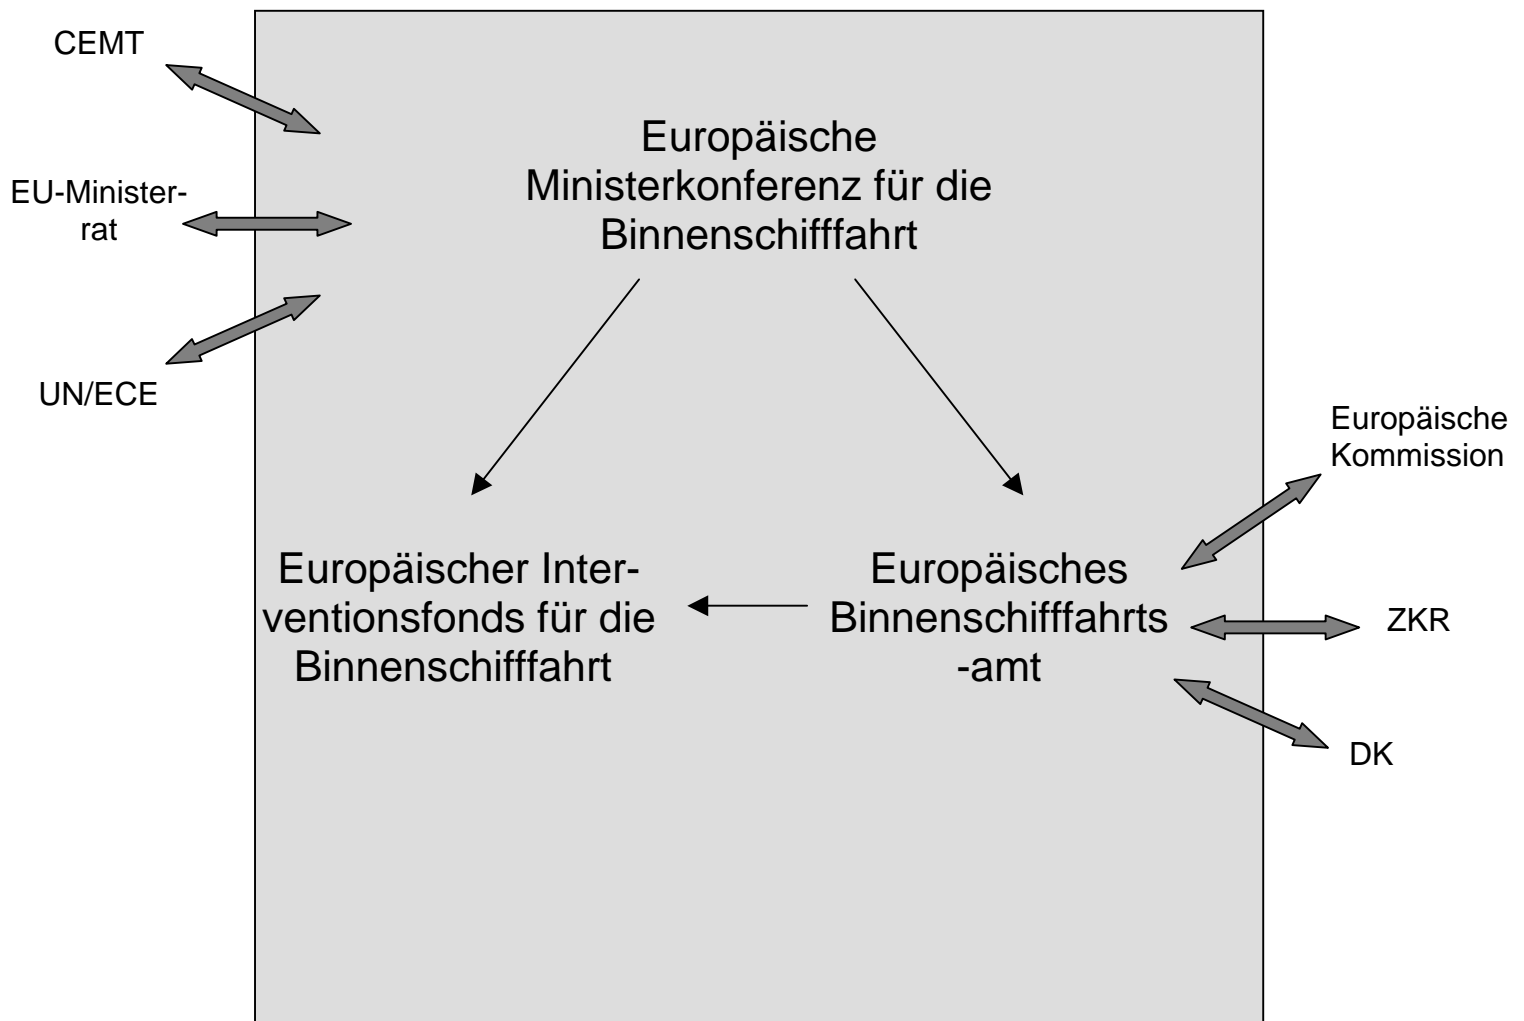 CEMT
EU-Minister-
rat
UN/ECE
Europäische
Ministerkonferenz für die
Binnenschifffahrt
Europäischer Inter-
ventionsfonds für die
Binnenschifffahrt
Europäisches
Binnenschifffahrts
-amt
Europäische
Kommission
ZKR
DK